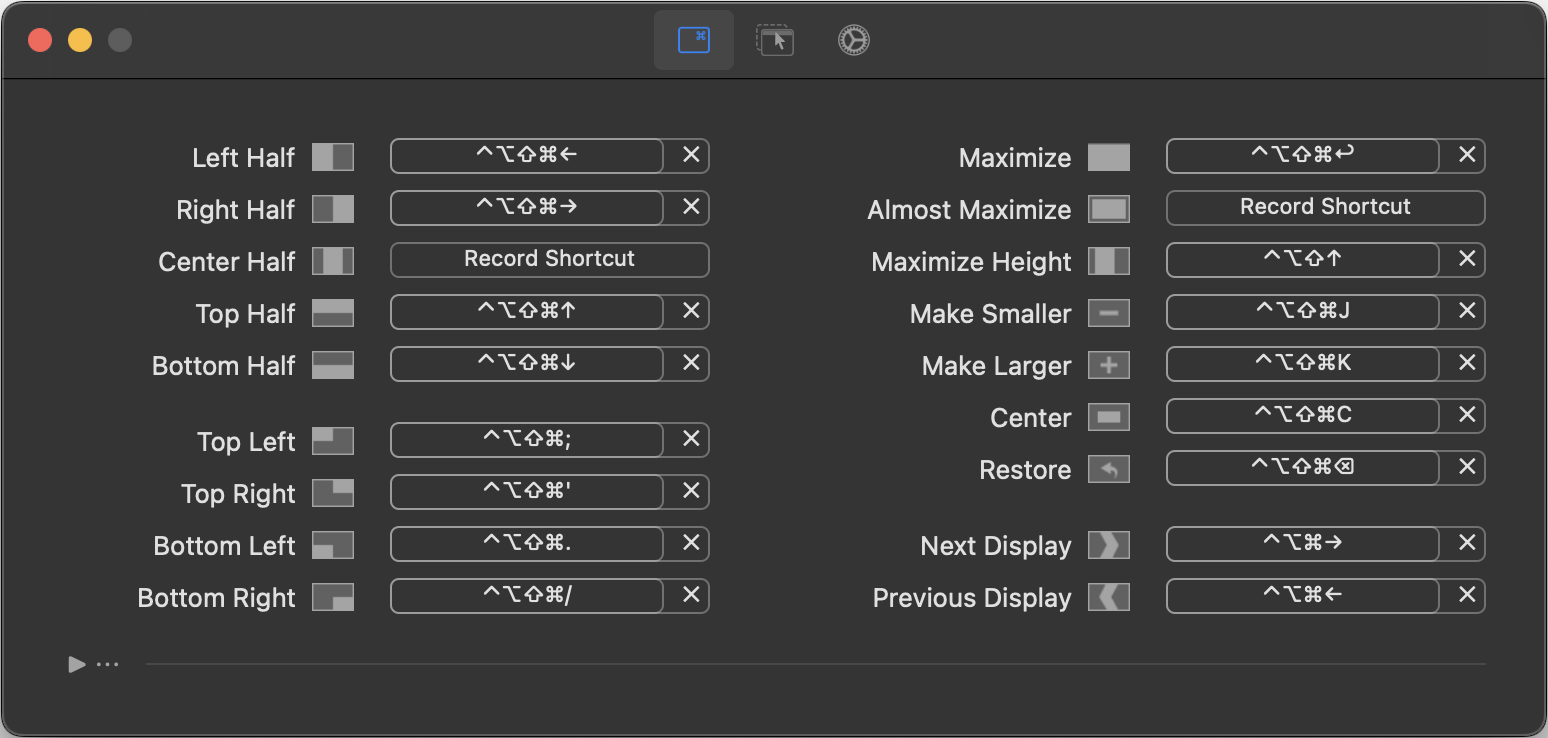 Left Half ⌃⌥⇧⌘← ×
Right Half ⌃⌥⇧⌘→ ×
Center Half Record Shortcut
Top Half ⌃⌥⇧⌘↑ ×
Bottom Half ⌃⌥⇧⌘↓ ×
Top Left ⌃⌥⇧⌘; ×
Top Right ⌃⌥⇧⌘' ×
Bottom Left ⌃⌥⇧⌘. ×
Bottom Right ⌃⌥⇧⌘/ ×
Maximize ⌃⌥⇧⌘↩ ×
Almost Maximize Record Shortcut
Maximize Height ⌃⌥⇧↑ ×
Make Smaller ⌃⌥⇧⌘J ×
Make Larger ⌃⌥⇧⌘K ×
Center ⌃⌥⇧⌘C ×
Restore ⌃⌥⇧⌘⌫ ×
Next Display ⌃⌥⌘→ ×
Previous Display ⌃⌥⌘← ×
▶ ···